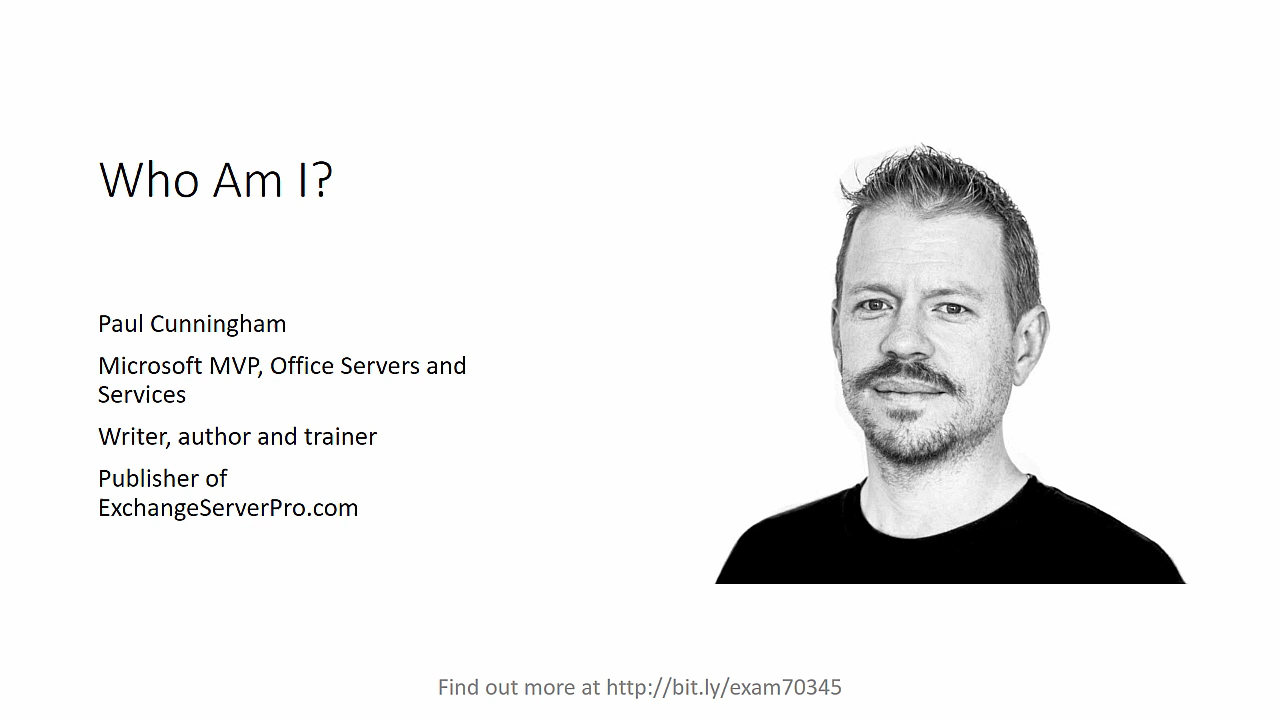 Who Am I?
Paul Cunningham
Microsoft MVP, Office Servers and
Services
Writer, author and trainer
Publisher of
ExchangeServerPro.com
Find out more at http://bit.ly/exam70345